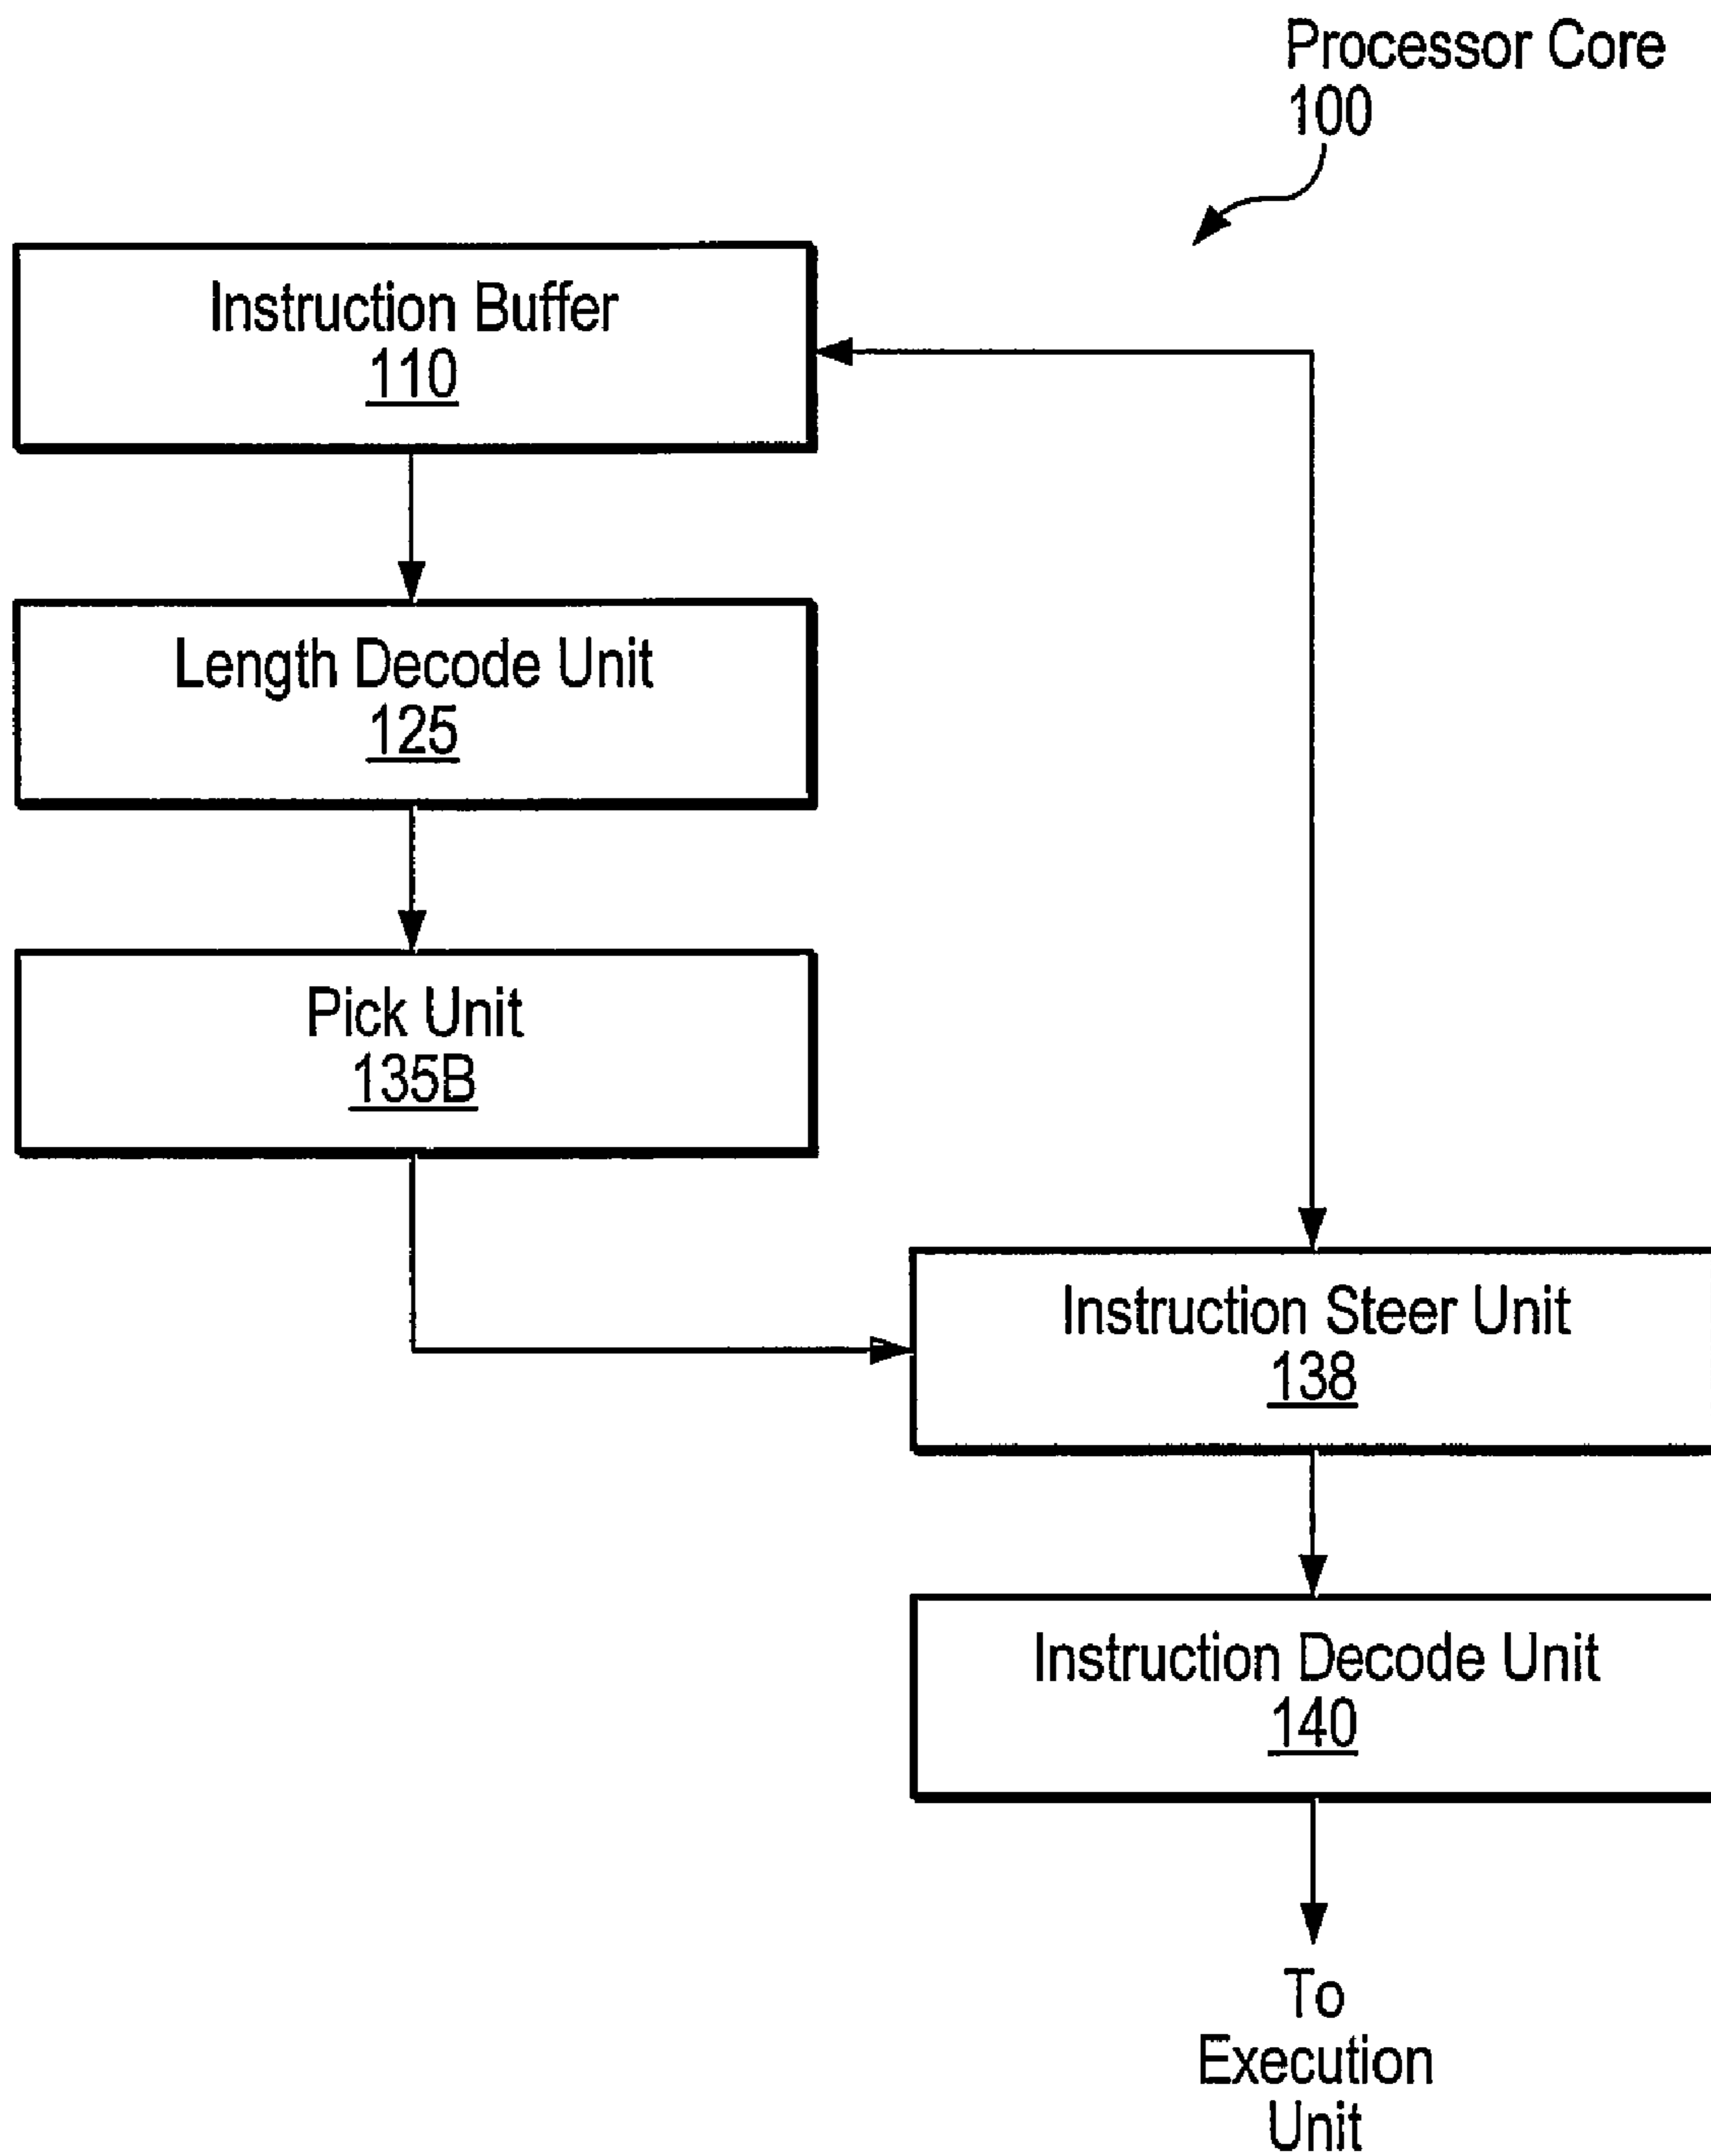 Processor Core
100
Instruction Buffer
110
Length Decode Unit
125
Pick Unit
135B
Instruction Steer Unit
138
Instruction Decode Unit
140
To
Execution
Unit